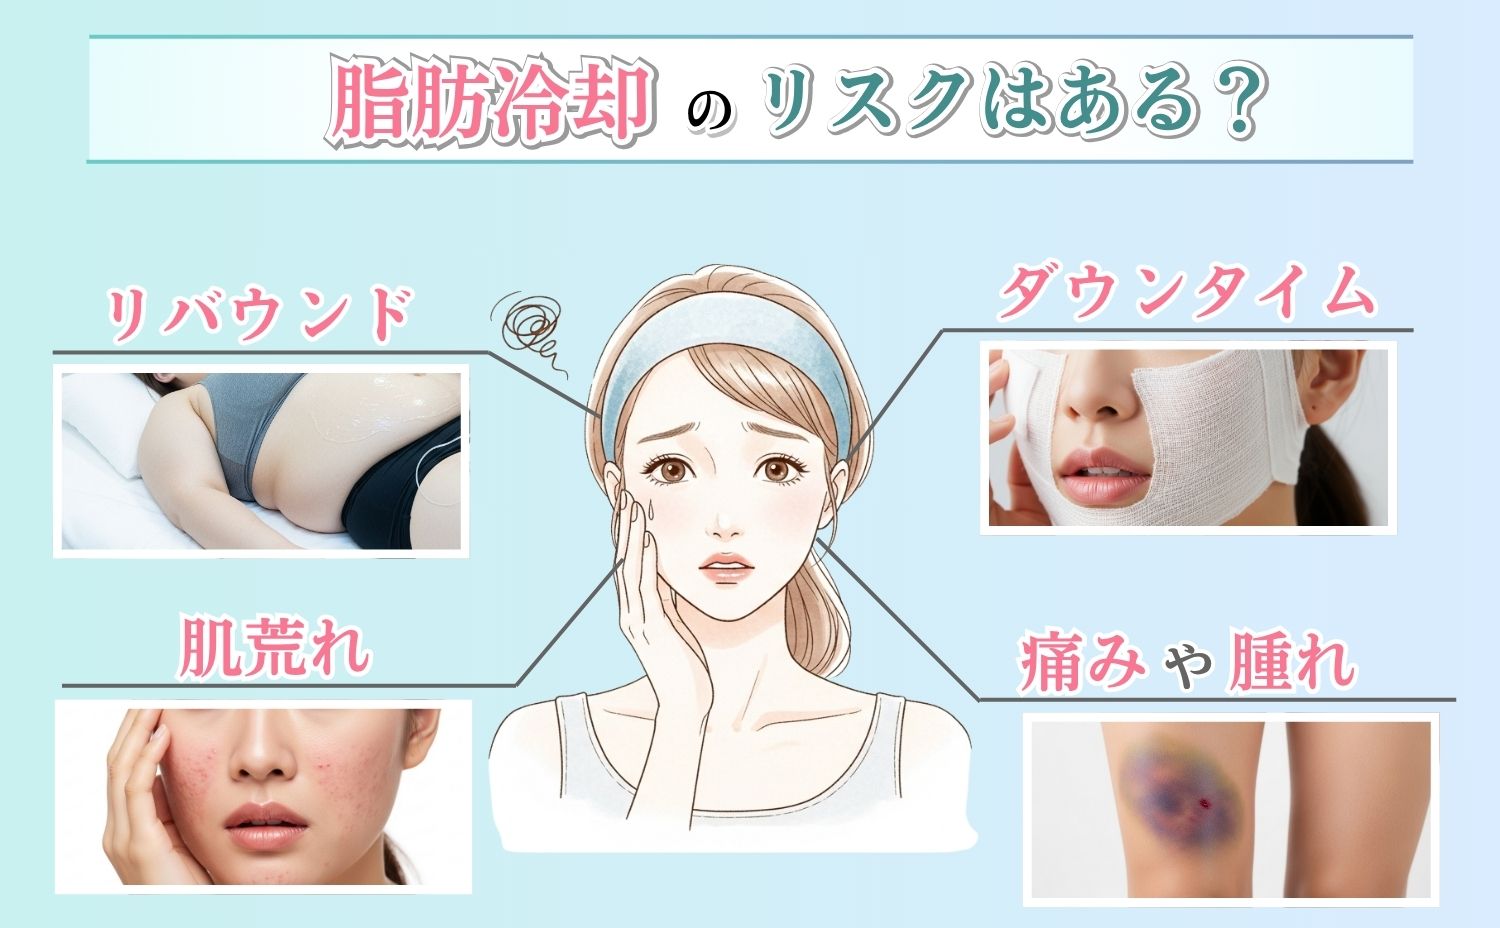 脂肪冷却 の リスクはある？
リバウンド
ダウンタイム
肌荒れ
痛み や 腫れ